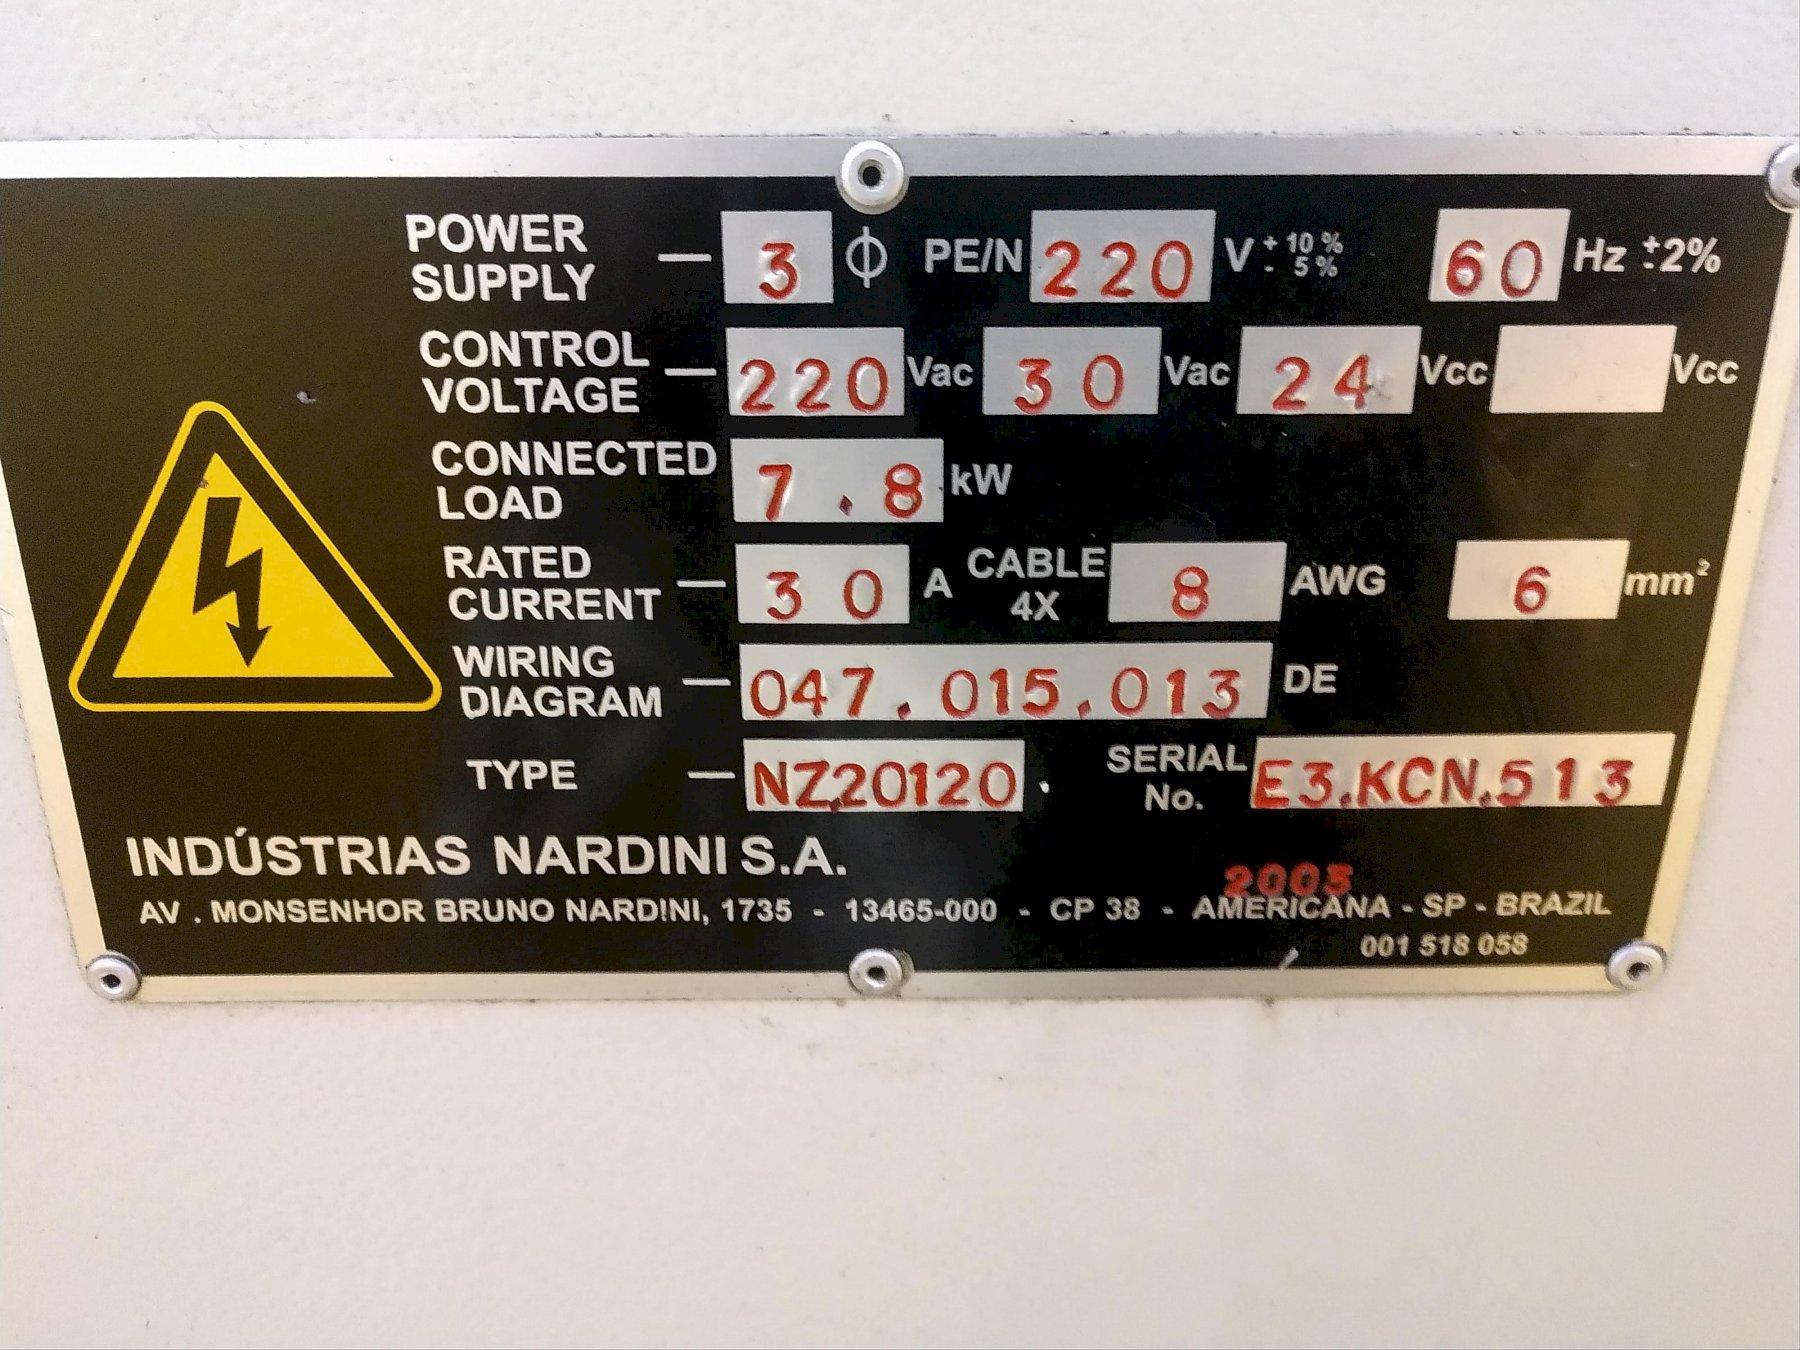 POWER SUPPLY — 3 Φ PE/N 220 V + 10 % - 5 % 60 Hz ±2%
CONTROL VOLTAGE — 220 Vac 30 Vac 24 Vcc Vcc
CONNECTED LOAD 7.8 kW
RATED CURRENT — 30 A CABLE 4X 8 AWG 6 mm²
WIRING DIAGRAM — 047.015.013 DE
TYPE — NZ20120. SERIAL No. E3.KCN.513
INDÚSTRIAS NARDINI S.A.
2003
AV . MONSENHOR BRUNO NARDINI, 1735 - 13465-000 - CP 38 - AMERICANA - SP - BRAZIL
001 518 058